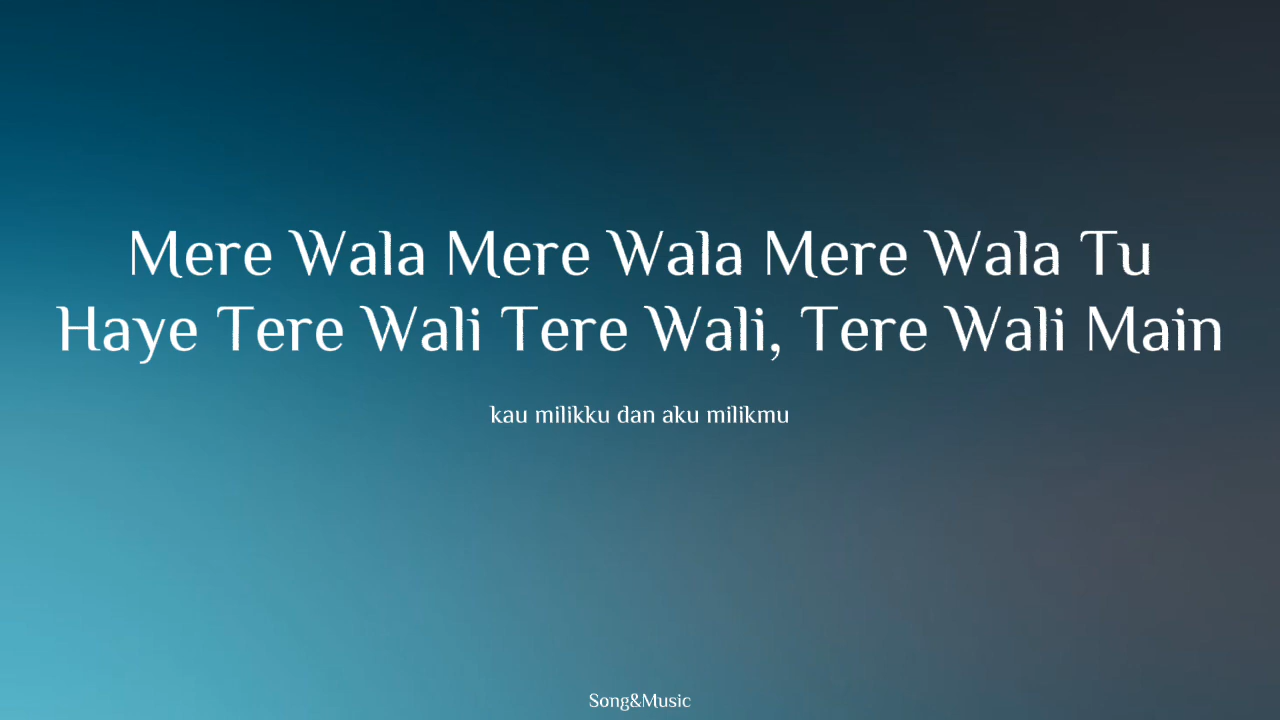 Mere Wala Mere Wala Mere Wala Tu
Haye Tere Wali Tere Wali, Tere Wali Main
kau milikku dan aku milikmu
Song&Music